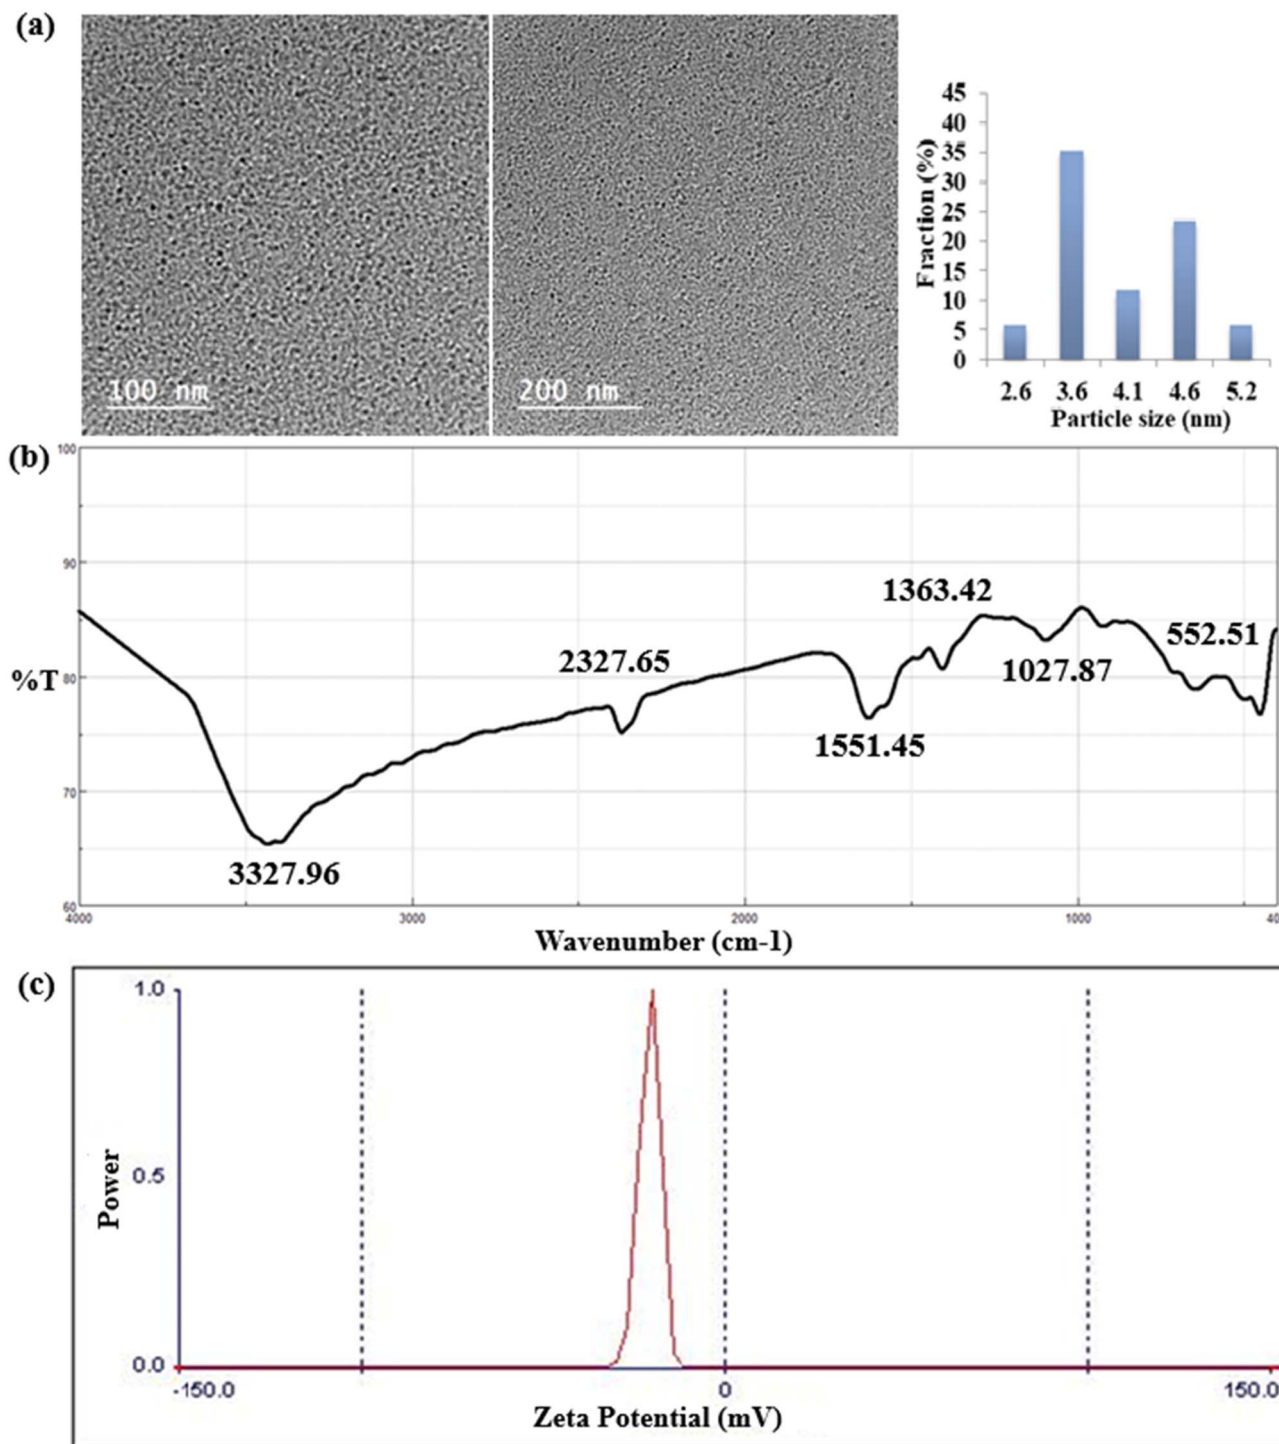 (a)
100 nm
200 nm
Fraction (%)
45
40
35
30
25
20
15
10
5
0
2.6 3.6 4.1 4.6 5.2
Particle size (nm)
(b)
%T
100
90
80
70
60
3327.96
2327.65
1551.45
1363.42
1027.87
552.51
4000 3000 2000 1000 40
Wavenumber (cm-1)
(c)
Power
1.0
0.5
0.0
-150.0 0 150.0
Zeta Potential (mV)